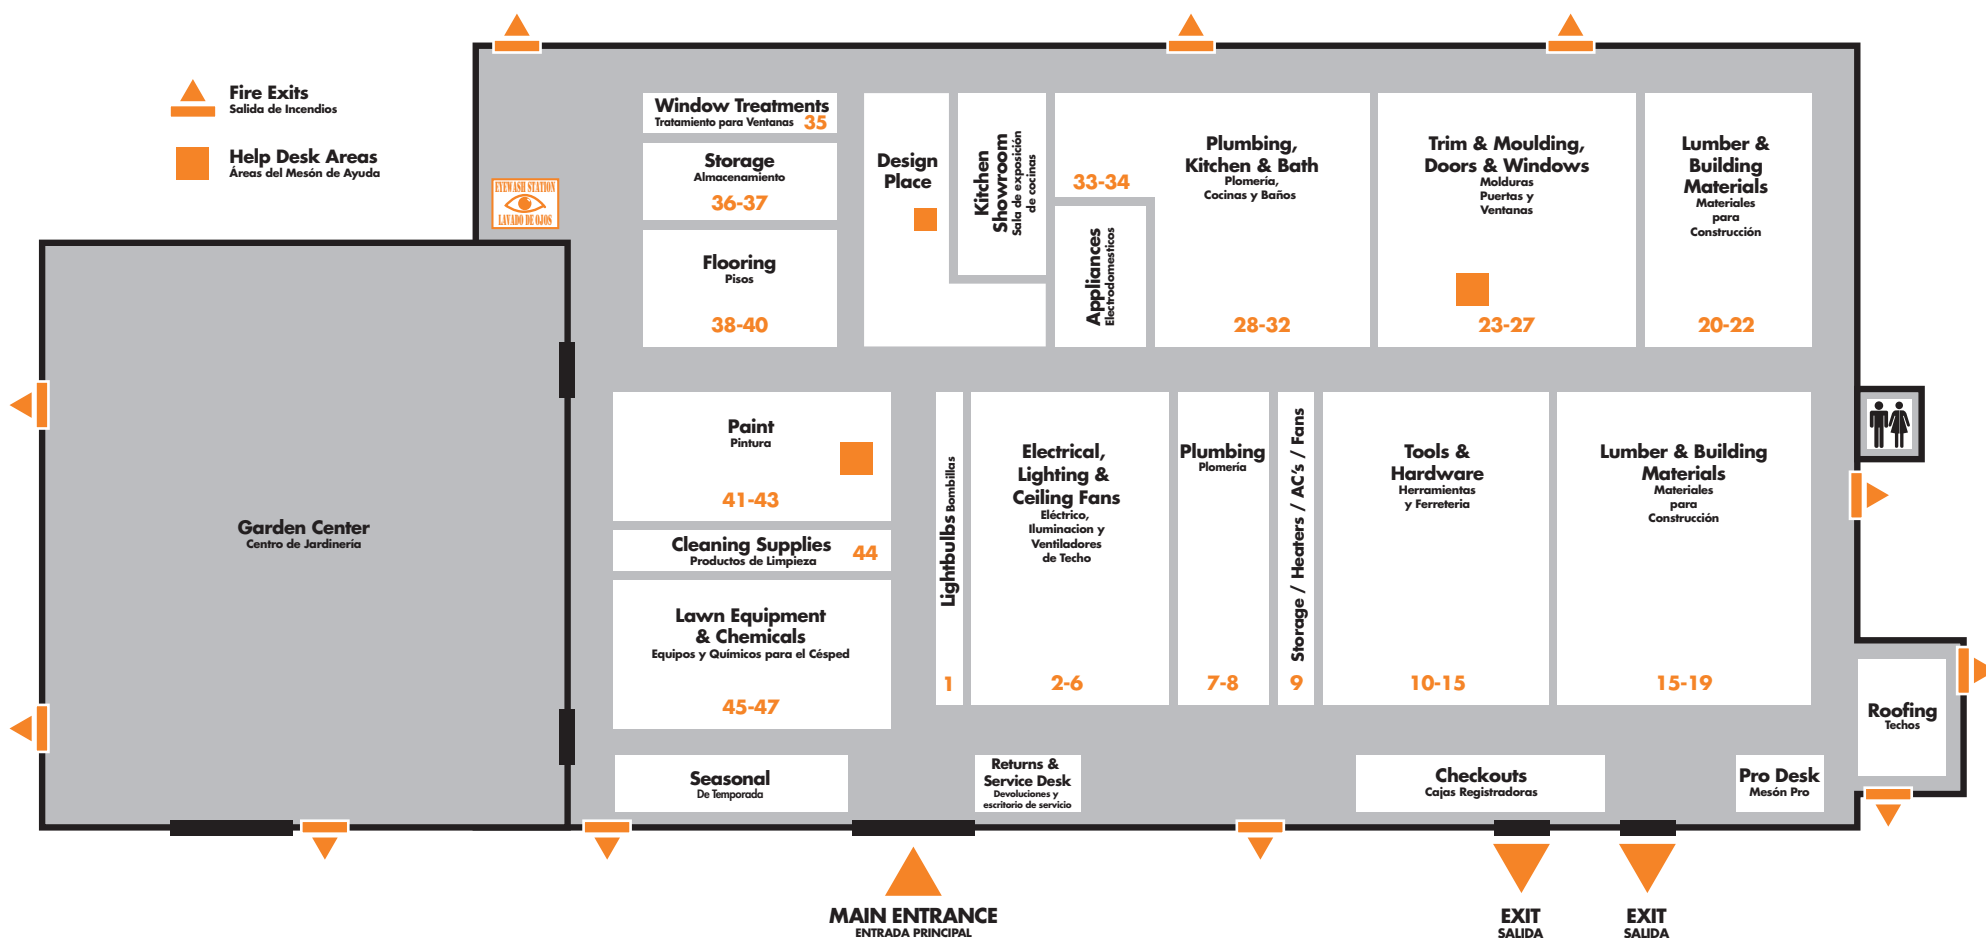 Fire Exits
Salida de Incendios
Help Desk Areas
Áreas del Mesón de Ayuda
EYEWASH STATION
LAVADO DE OJOS
Window Treatments
Tratamiento para Ventanas 35
Storage
Almacenamiento
36-37
Flooring
Pisos
38-40
Design
Place
Kitchen
Showroom
Sala de exposición
de cocinas
33-34
Appliances
Electrodomesticos
Plumbing,
Kitchen & Bath
Plomería,
Cocinas y Baños
28-32
Trim & Moulding,
Doors & Windows
Molduras
Puertas y
Ventanas
23-27
Lumber &
Building
Materials
Materiales
para
Construcción
20-22
Garden Center
Centro de Jardinería
Paint
Pintura
41-43
Cleaning Supplies 44
Productos de Limpieza
Lawn Equipment
& Chemicals
Equipos y Químicos para el Césped
45-47
Lightbulbs Bombillas
1
Electrical,
Lighting &
Ceiling Fans
Eléctrico,
Iluminacion y
Ventiladores
de Techo
2-6
Plumbing
Plomería
7-8
Storage / Heaters / AC's / Fans
9
Tools &
Hardware
Herramientas
y Ferreteria
10-15
Lumber & Building
Materials
Materiales
para
Construcción
15-19
Roofing
Techos
Seasonal
De Temporada
Returns &
Service Desk
Devoluciones y
escritorio de servicio
Checkouts
Cajas Registradoras
Pro Desk
Mesón Pro
MAIN ENTRANCE
ENTRADA PRINCIPAL
EXIT
SALIDA
EXIT
SALIDA